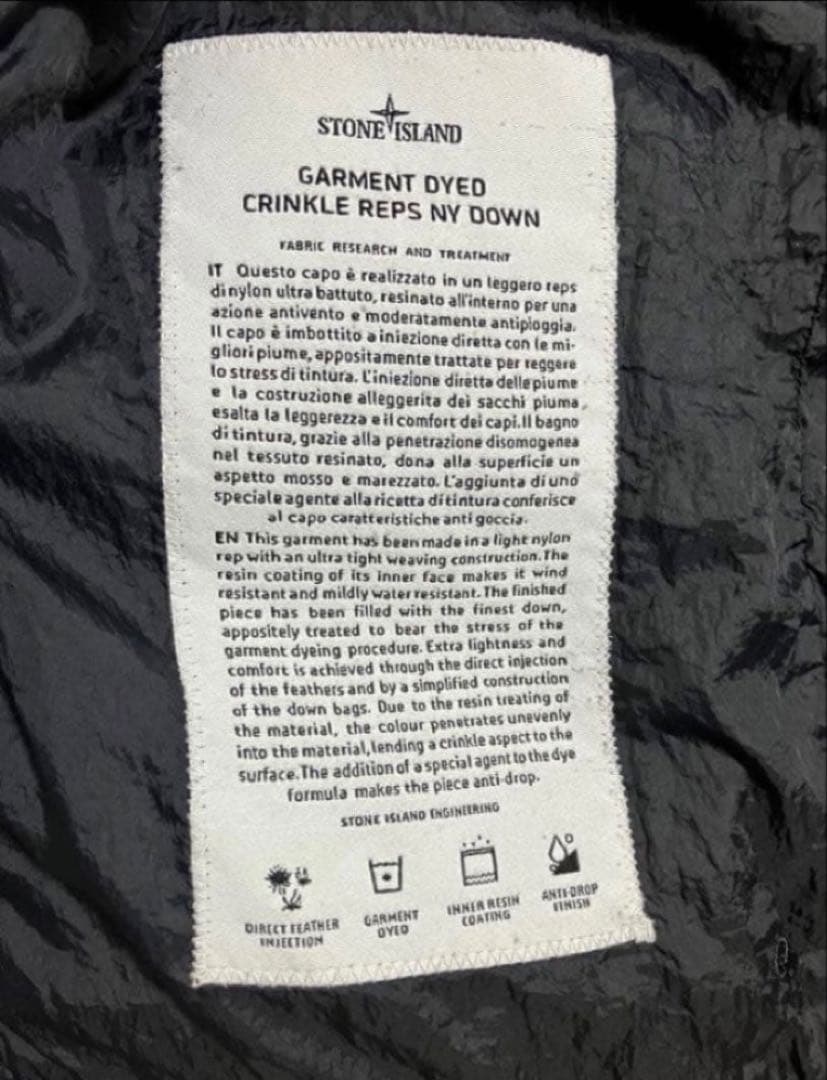 STONE ISLAND
GARMENT DYED
CRINKLE REPS NY DOWN
FABRIC RESEARCH AND TREATMENT
IT Questo capo è realizzato in un leggero reps
di nylon ultra battuto, resinato all'interno per una
azione antivento e moderatamente antipioggia.
Il capo è imbottito a iniezione diretta con le mi-
gliori piume, appositamente trattate per reggere
lo stress di tintura. L'iniezione diretta delle piume
e la costruzione alleggerita dei sacchi piuma,
esalta la leggerezza e il comfort dei capi. Il bagno
di tintura, grazie alla penetrazione disomogenea
nel tessuto resinato, dona alla superficie un
aspetto mosso e marezzato. L'aggiunta di uno
speciale agente alla ricetta di tintura conferisce
al capo caratteristiche anti goccia.
EN This garment has been made in a light nylon
rep with an ultra tight weaving construction. The
resin coating of its inner face makes it wind
resistant and mildly water resistant. The finished
piece has been filled with the finest down,
appositely treated to bear the stress of the
garment dyeing procedure. Extra lightness and
comfort is achieved through the direct injection
of the feathers and by a simplified construction
of the down bags. Due to the resin treating of
the material, the colour penetrates unevenly
into the material, lending a crinkle aspect to the
surface. The addition of a special agent to the dye
formula makes the piece anti-drop.
STONE ISLAND ENGINEERING
DIRECT FEATHER
INJECTION
GARMENT
DYED
INNER RESIN
COATING
ANTI-DROP
FINISH